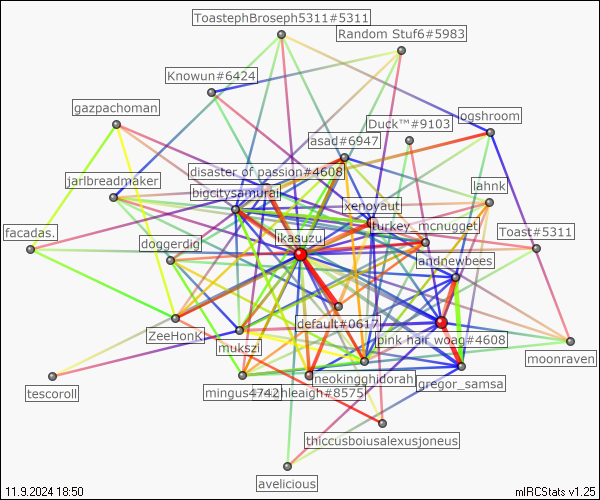 ToastephBroseph5311#5311
Random Stuf6#5983
Knowun#6424
gazpachoman
Duck™#9103
ogshroom
asad#6947
disaster of passion#4608
jarlbreadmaker
bigcitysamurai
lahnk
xenoyaut
turkey_mcnugget
facadas.
Toast#5311
doggerdig
ikasuzu
andnewbees
default#0617
ZeeHonK
mukszi
pink hair woag#4608
moonraven
neokingghidorah
gregor_samsa
tescoroll
mingus4742
hleigh#8575
thiccusboiusalexusjoneus
avelicious
11.9.2024 18:50
mIRCStats v1.25